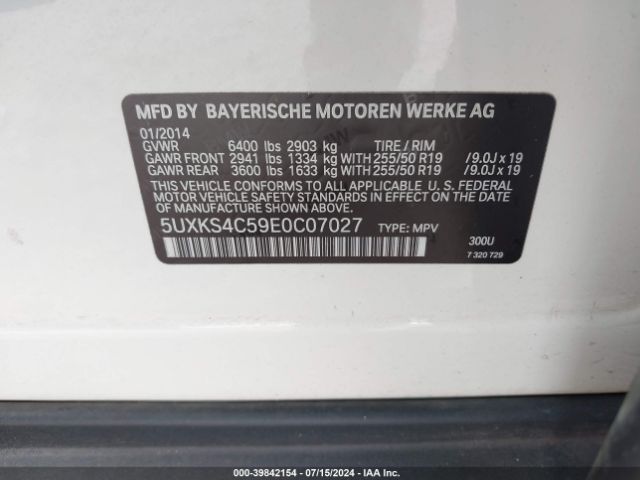 MFD BY BAYERISCHE MOTOREN WERKE AG
01/2014
GVWR 6400 lbs 2903 kg TIRE / RIM
GAWR FRONT 2941 lbs 1334 kg WITH 255/50 R19 /9.0J x 19
GAWR REAR 3600 lbs 1633 kg WITH 255/50 R19 /9.0J x 19
THIS VEHICLE CONFORMS TO ALL APPLICABLE U. S. FEDERAL
MOTOR VEHICLE SAFETY STANDARDS IN EFFECT ON THE DATE
OF MANUFACTURE SHOWN ABOVE.
5UXKS4C59E0C07027 TYPE: MPV
300U
7 320 729
000-39842154 - 07/15/2024 - IAA Inc.